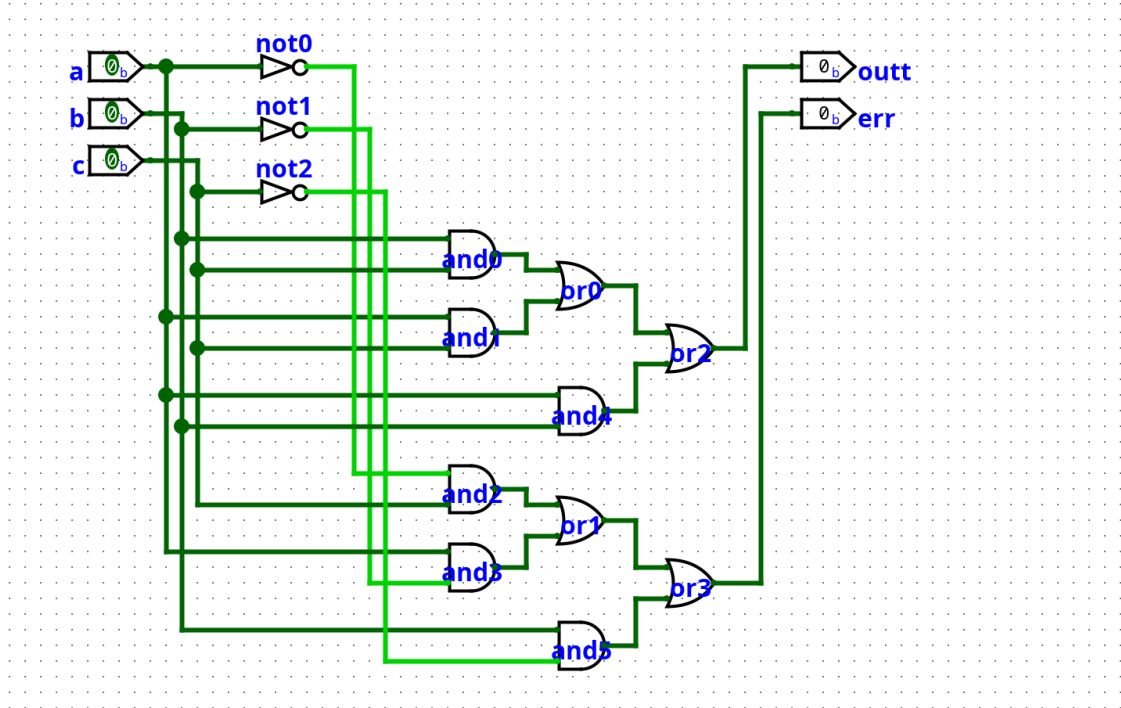 not0
a 0b
outt
0b
not1
b 0b
err
0b
not2
c 0b
and0
or0
and1
or2
and4
and2
or1
and3
or3
and5